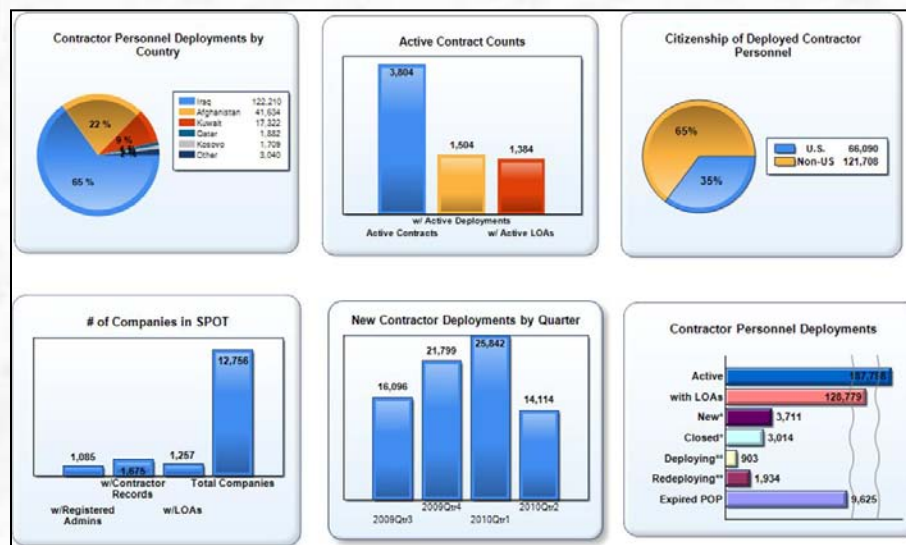 Contractor Personnel Deployments by
Country
Iraq 122,210
Afghanistan 41,634
Kuwait 17,322
Qatar 1,882
Kosovo 1,709
Other 3,040
22 %
9 %
65 %
Active Contract Counts
3,804
1,504
1,384
w/ Active Deployments
Active Contracts
w/ Active LOAs
Citizenship of Deployed Contractor
Personnel
65%
35%
U.S. 66,090
Non-US 121,708
# of Companies in SPOT
12,756
1,085
1,675
1,257
w/Contractor
Records
Total Companies
w/Registered
Admins
w/LOAs
New Contractor Deployments by Quarter
16,096
21,799
25,842
14,114
2009Qtr3
2009Qtr4
2010Qtr1
2010Qtr2
Contractor Personnel Deployments
Active
with LOAs 128,779
New* 3,711
Closed* 3,014
Deploying** 903
Redeploying** 1,934
Expired POP 9,625